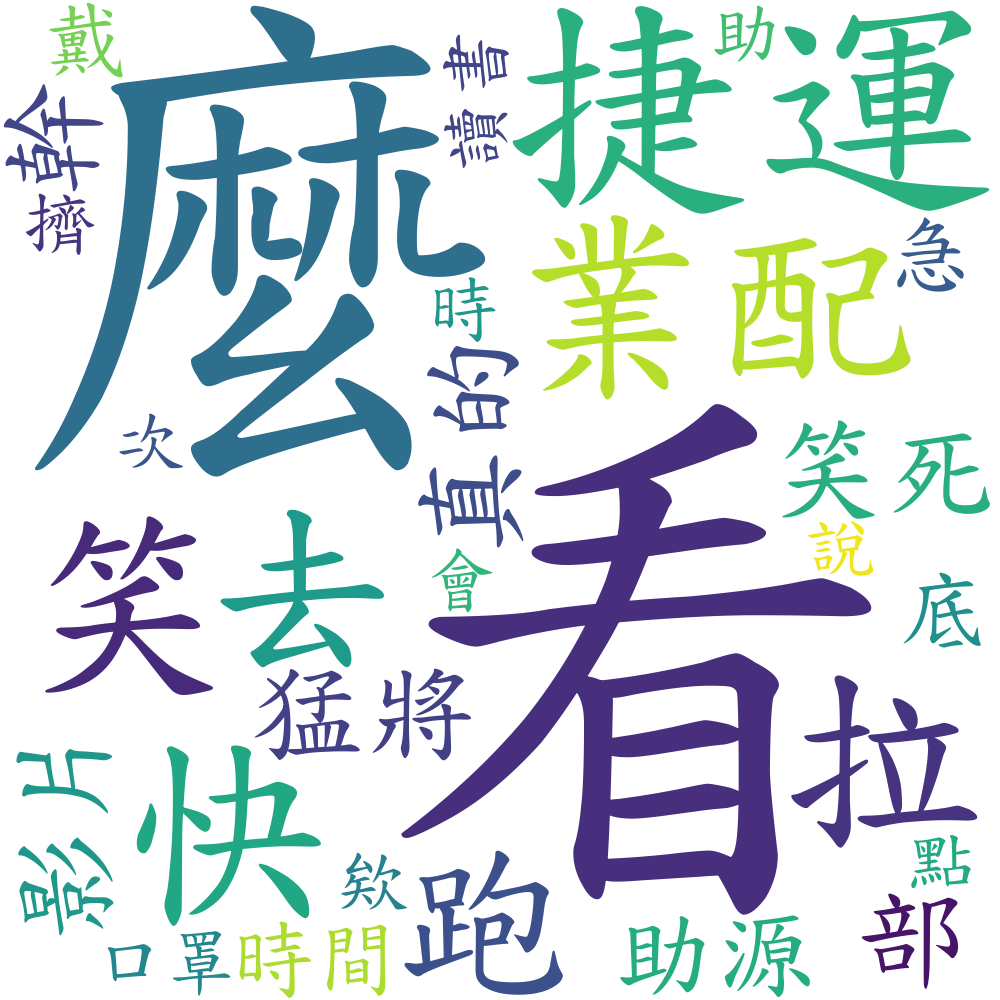 戴
麼
讀書
捷運
助
幹
擠
業配
急
時
真的
次
笑死
看
說
笑
去
會
底
猛將
拉
影片
快
欸
跑
點
部
口罩
時間
助源